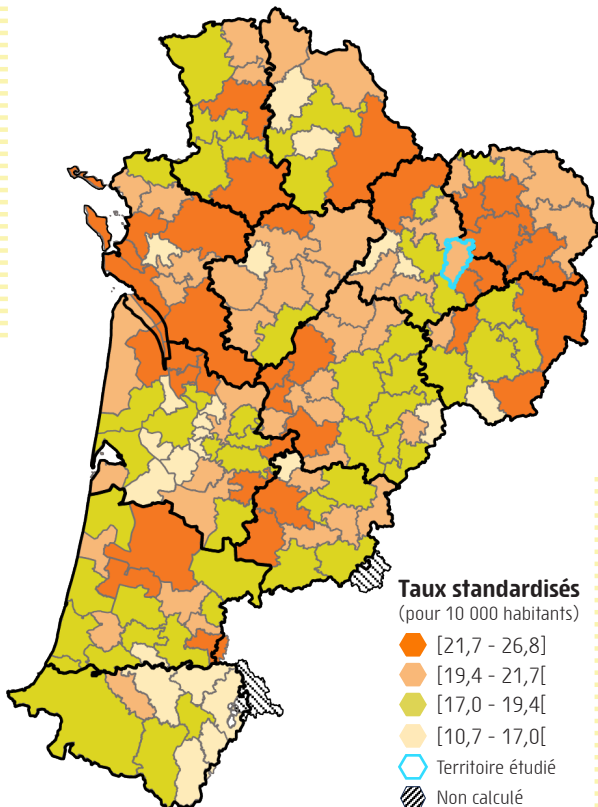 Taux standardisés
(pour 10 000 habitants)
[21,7 - 26,8]
[19,4 - 21,7[
[17,0 - 19,4[
[10,7 - 17,0[
Territoire étudié
Non calculé